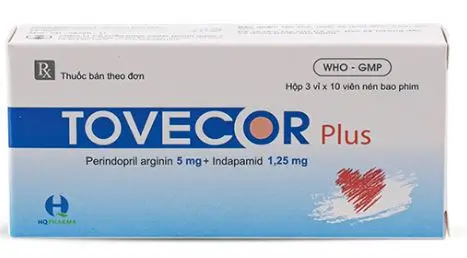 Rx Thuốc bán theo đơn
WHO - GMP
Hộp 3 vỉ x 10 viên nén bao phim
TOVECOR Plus
Perindopril arginin 5 mg + Indapamid 1,25 mg
HQPHARMA